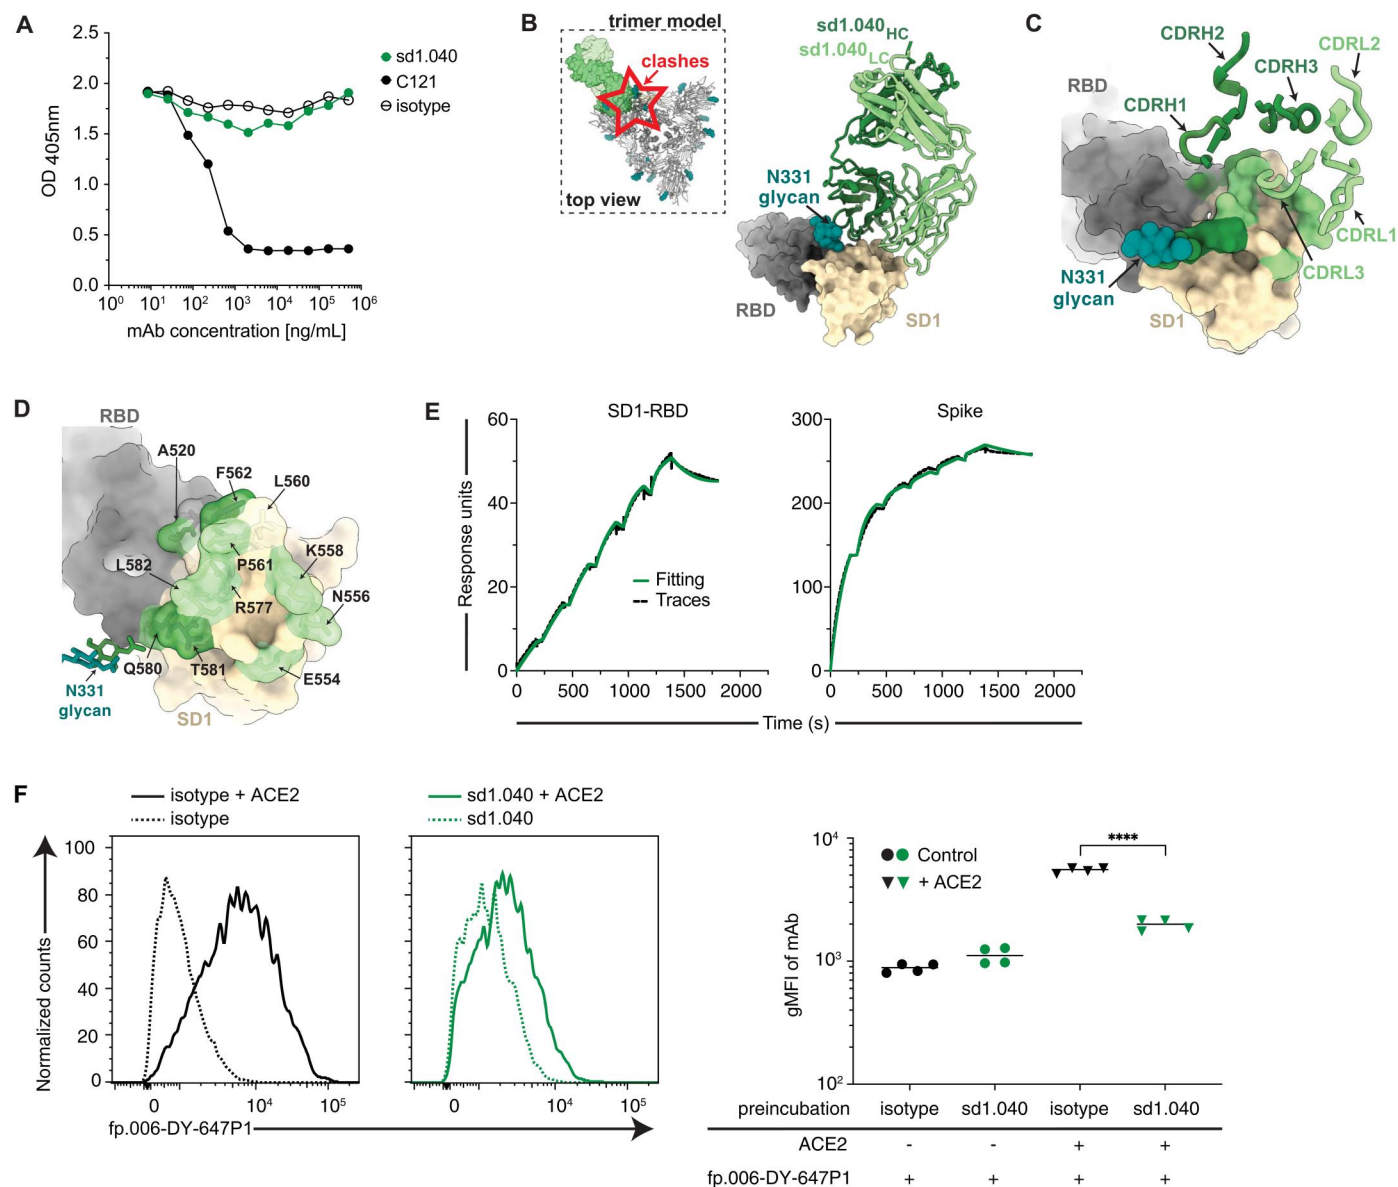 A
2.5
2.0
1.5
1.0
0.5
0.0
OD 405nm
10⁰ 10¹ 10² 10³ 10⁴ 10⁵ 10⁶
mAb concentration [ng/mL]
sd1.040
C121
isotype
B
trimer model
clashes
top view
sd1.040HC
sd1.040LC
N331
glycan
RBD
SD1
C
RBD
CDRH2
CDRH3
CDRL2
CDRH1
CDRL1
CDRL3
N331
glycan
SD1
D
RBD
A520
F562
L560
L582
P561
K558
R577
N556
Q580
T581
E554
N331
glycan
SD1
E
SD1-RBD
Spike
Response units
60
40
20
0
0 500 1000 1500 2000
Fitting
Traces
300
200
100
0
0 500 1000 1500 2000
Time (s)
F
isotype + ACE2
isotype
sd1.040 + ACE2
sd1.040
Normalized counts
100
80
60
40
20
0
0 10⁴ 10⁵
0 10⁴ 10⁵
fp.006-DY-647P1
gMFI of mAb
10⁴
10³
10²
Control
+ ACE2
****
preincubation isotype sd1.040 isotype sd1.040
ACE2 - - + +
fp.006-DY-647P1 + + + +